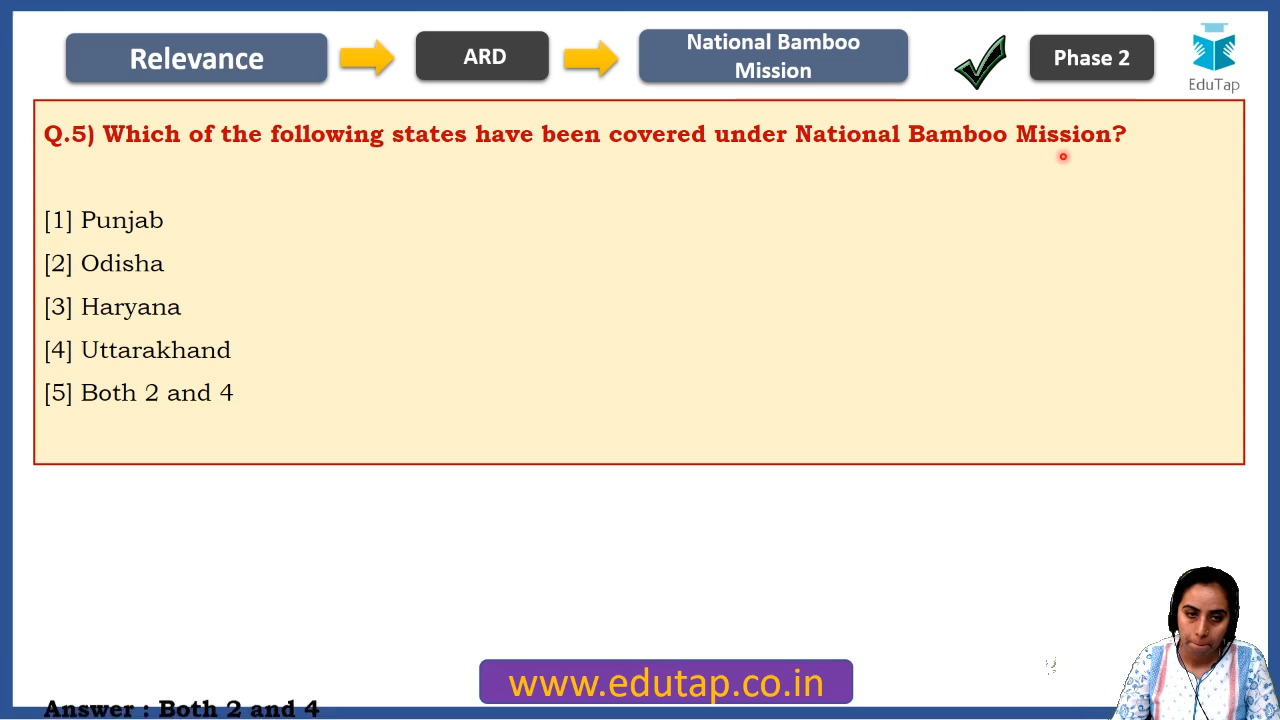 Relevance
ARD
National Bamboo
Mission
Phase 2
EduTap
Q.5) Which of the following states have been covered under National Bamboo Mission?
[1] Punjab
[2] Odisha
[3] Haryana
[4] Uttarakhand
[5] Both 2 and 4
www.edutap.co.in
Answer : Both 2 and 4